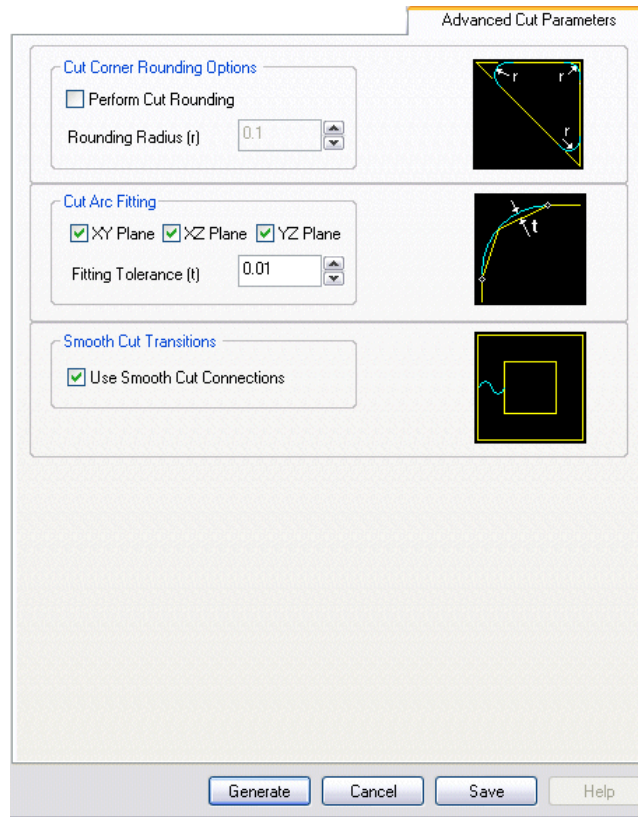 Advanced Cut Parameters
Cut Corner Rounding Options
Perform Cut Rounding
Rounding Radius (r) 0.1
r r
r
Cut Arc Fitting
XY Plane XZ Plane YZ Plane
Fitting Tolerance (t) 0.01
t
Smooth Cut Transitions
Use Smooth Cut Connections
Generate Cancel Save Help